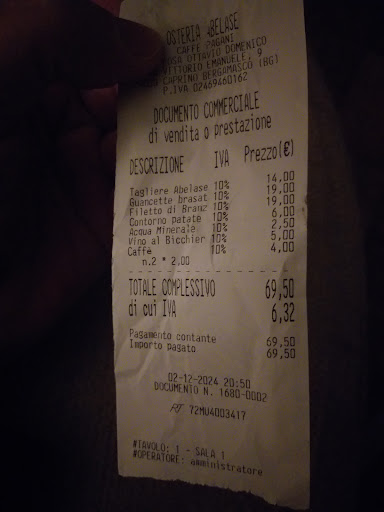 OSTERIA ABELASE
CAFFE PAGANI
OTTAVIO DOMENICO
VITTORIO EMANUELE, 9
CAPRINO BERGAMASCO (BG)
P.IVA 02469460162
DOCUMENTO COMMERCIALE
di vendita o prestazione
DESCRIZIONE IVA Prezzo(€)
Tagliere Abelase 10% 14,00
Guancette brasat 10% 19,00
Filetto di Branz 10% 19,00
Contorno patate 10% 6,00
Acqua Minerale 10% 2,50
Vino al Bicchier 10% 5,00
Caffè 10% 4,00
n.2 * 2.00
TOTALE COMPLESSIVO 69,50
di cui IVA 6,32
Pagamento contante 69,50
Importo pagato 69,50
02-12-2024 20:50
DOCUMENTO N. 1680-0002
RT 72MU4003417
#TAVOLO: 1 - SALA 1
#OPERATORE: amministratore